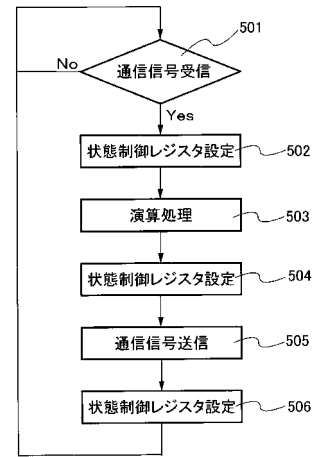 501
通信信号受信
No
Yes
状態制御レジスタ設定 502
演算処理 503
状態制御レジスタ設定 504
通信信号送信 505
状態制御レジスタ設定 506